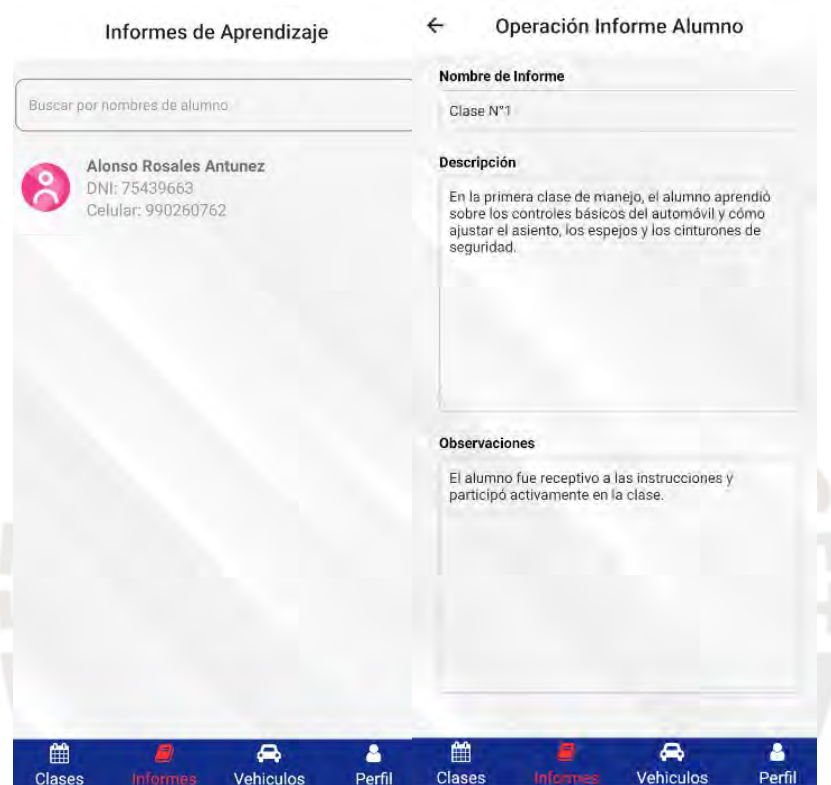 Informes de Aprendizaje
Buscar por nombres de alumno
Alonso Rosales Antunez
DNI: 75439663
Celular: 990260762
Clases
Informes
Vehiculos
Perfil
Operación Informe Alumno
Nombre de Informe
Clase N°1
Descripción
En la primera clase de manejo, el alumno aprendió
sobre los controles básicos del automóvil y cómo
ajustar el asiento, los espejos y los cinturones de
seguridad.
Observaciones
El alumno fue receptivo a las instrucciones y
participó activamente en la clase.
Clases
Informes
Vehiculos
Perfil